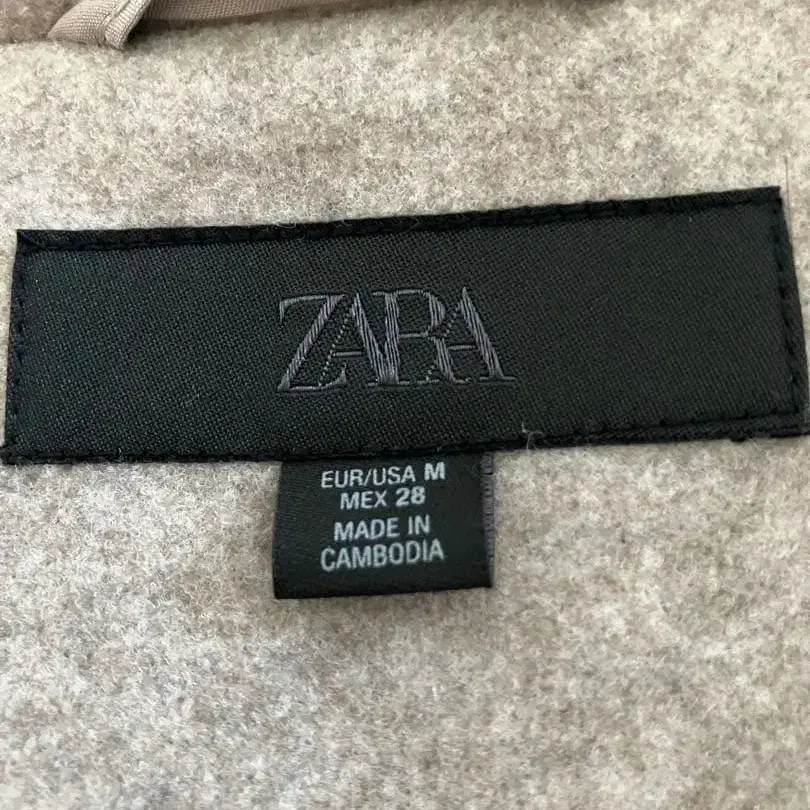 ZARA
EUR/USA M
MEX 28
MADE IN
CAMBODIA